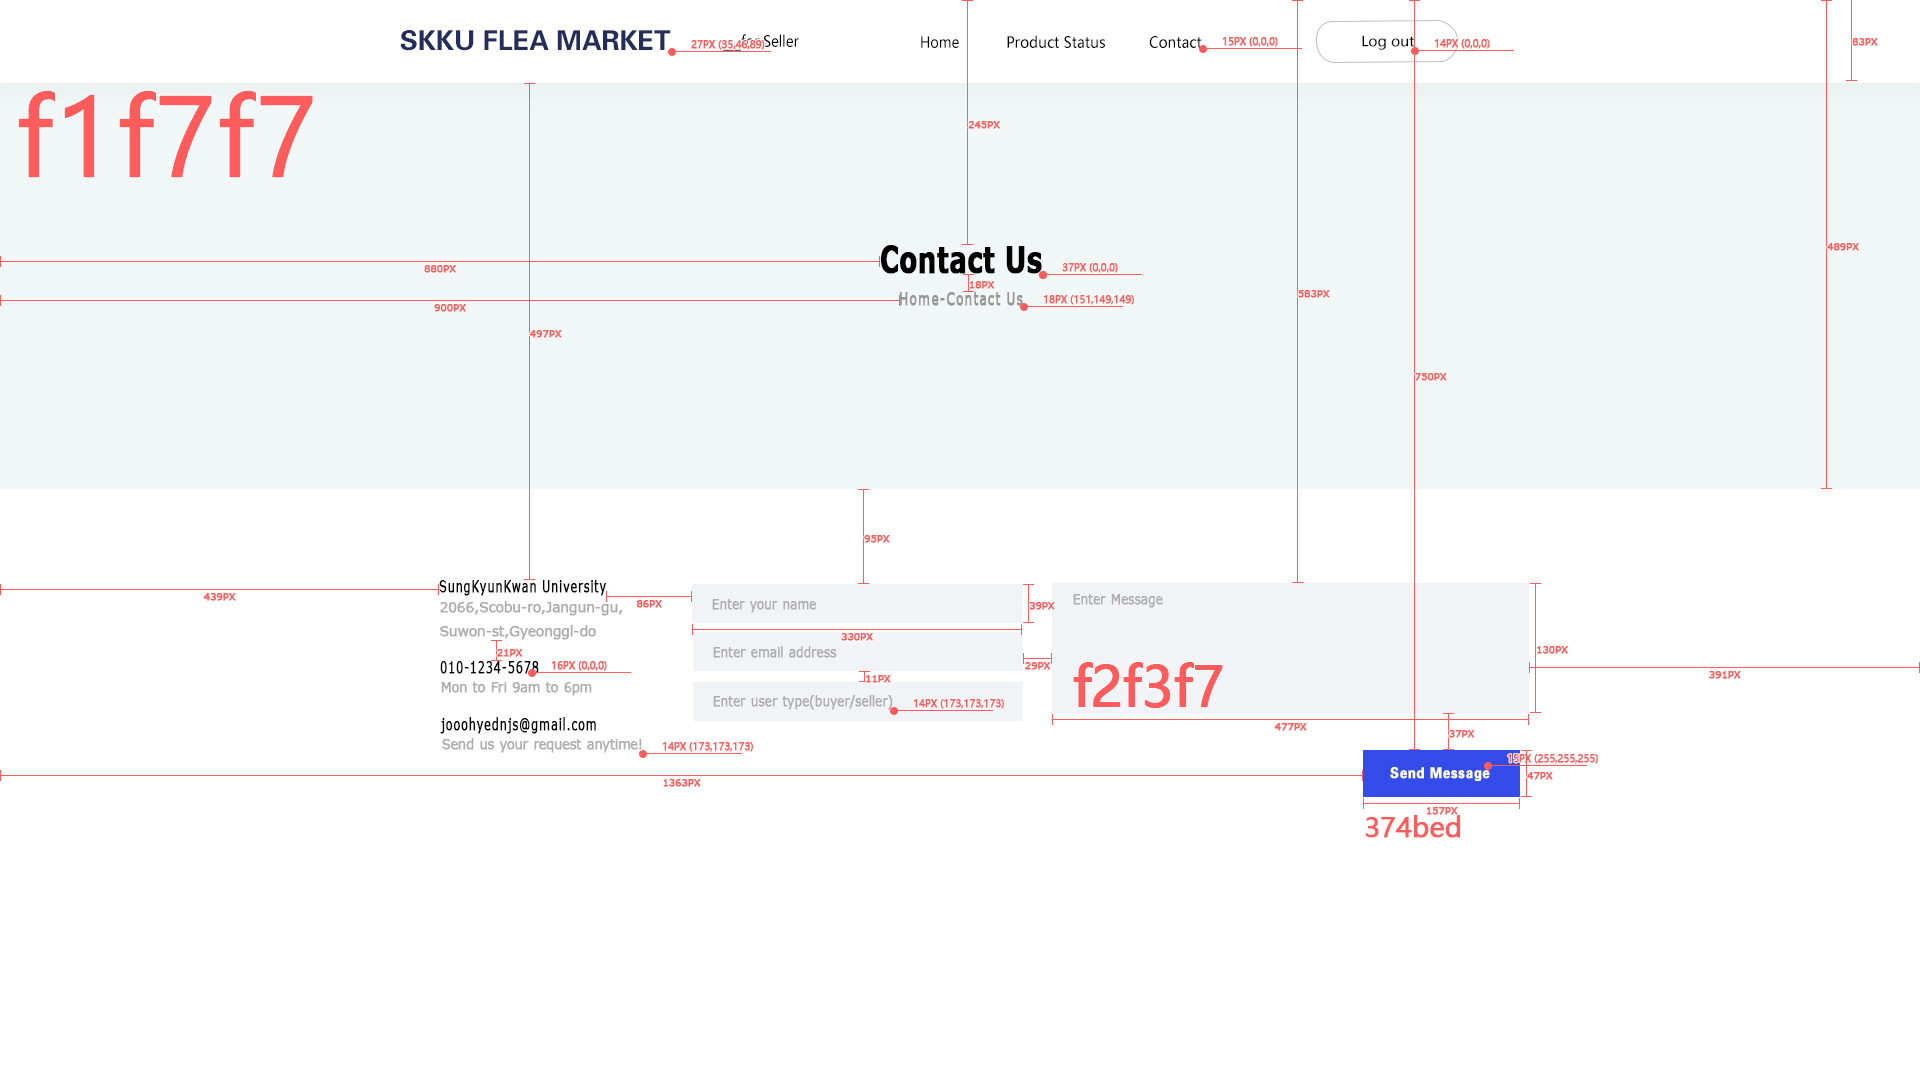 SKKU FLEA MARKET
27PX (35,46,89)
__for Seller
Home
Product Status
Contact
15PX (0,0,0)
Log out
14PX (0,0,0)
83PX
f1f7f7
245PX
489PX
Contact Us
880PX
37PX (0,0,0)
18PX
Home-Contact Us
900PX
18PX (151,149,149)
583PX
497PX
750PX
95PX
SungKyunKwan University
439PX
2066,Scobu-ro,Jangun-gu,
Suwon-st,Gyeonggl-do
86PX
21PX
010-1234-5678
16PX (0,0,0)
Mon to Fri 9am to 6pm
jooohyednjs@gmail.com
Send us your request anytime!
14PX (173,173,173)
Enter your name
39PX
330PX
Enter email address
29PX
11PX
Enter user type(buyer/seller)
14PX (173,173,173)
Enter Message
130PX
f2f3f7
391PX
477PX
37PX
1363PX
Send Message
15PX (255,255,255)
47PX
157PX
374bed